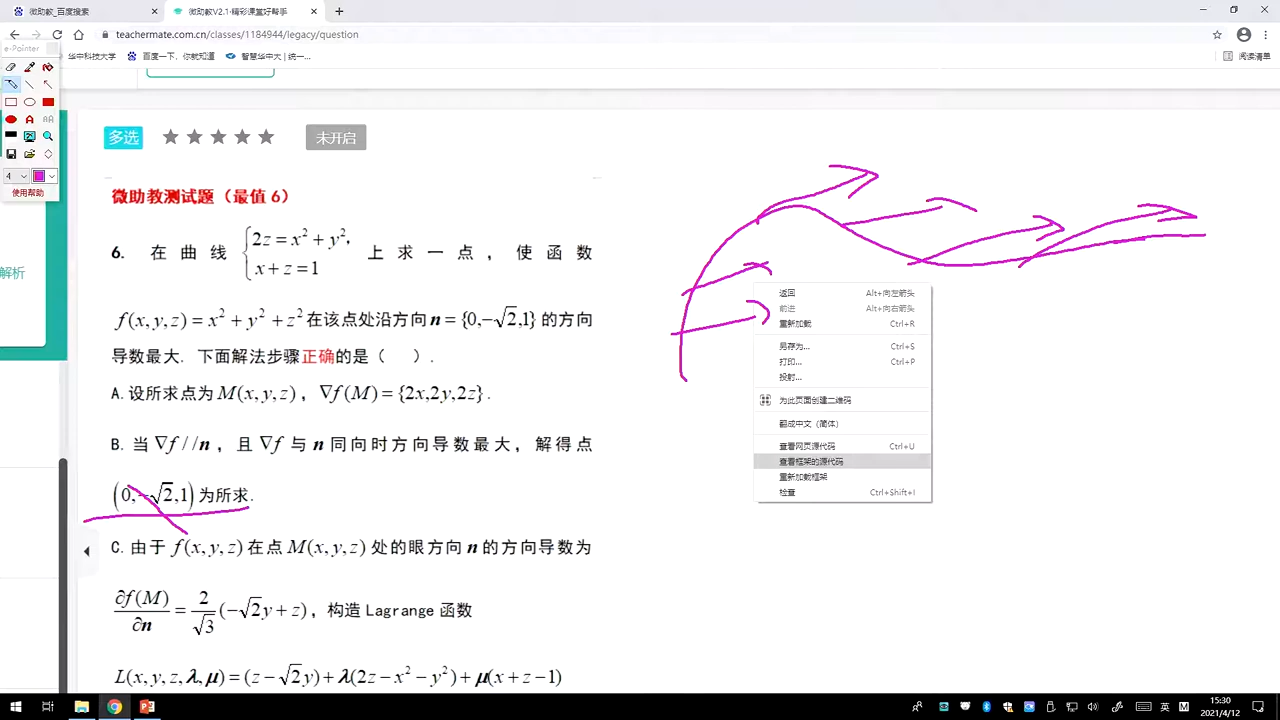 微助教_百度搜索
微助教V2.1-精彩课堂好帮手
teachermate.com.cn/classes/1184944/legacy/question
e-Pointer
华中科技大学
百度一下，你就知道
智慧华中大 | 统一...
阅读清单
4
使用帮助
多选
未开启
解析
微助教测试题（最值 6）
6. 在曲线 {2z = x² + y², x + z = 1 上求一点，使函数
f(x, y, z) = x² + y² + z² 在该点处沿方向 n = {0,−√2,1} 的方向
导数最大. 下面解法步骤正确的是（ ）.
A. 设所求点为 M(x, y, z)，∇f(M) = {2x,2y,2z}.
B. 当 ∇f // n，且 ∇f 与 n 同向时方向导数最大，解得点
(0,−√2,1) 为所求.
C. 由于 f(x, y, z) 在点 M(x, y, z) 处的眼方向 n 的方向导数为
∂f(M)/∂n = 2/√3 (−√2y + z)，构造 Lagrange 函数
L(x, y, z, λ, μ) = (z − √2y) + λ(2z − x² − y²) + μ(x + z − 1)
返回 Alt+向左箭头
前进 Alt+向右箭头
重新加载 Ctrl+R
另存为... Ctrl+S
打印... Ctrl+P
投射...
为此页面创建二维码
翻成中文（简体）
查看网页源代码 Ctrl+U
查看框架的源代码
重新加载框架
检查 Ctrl+Shift+I
英
M
15:30
2021/4/12